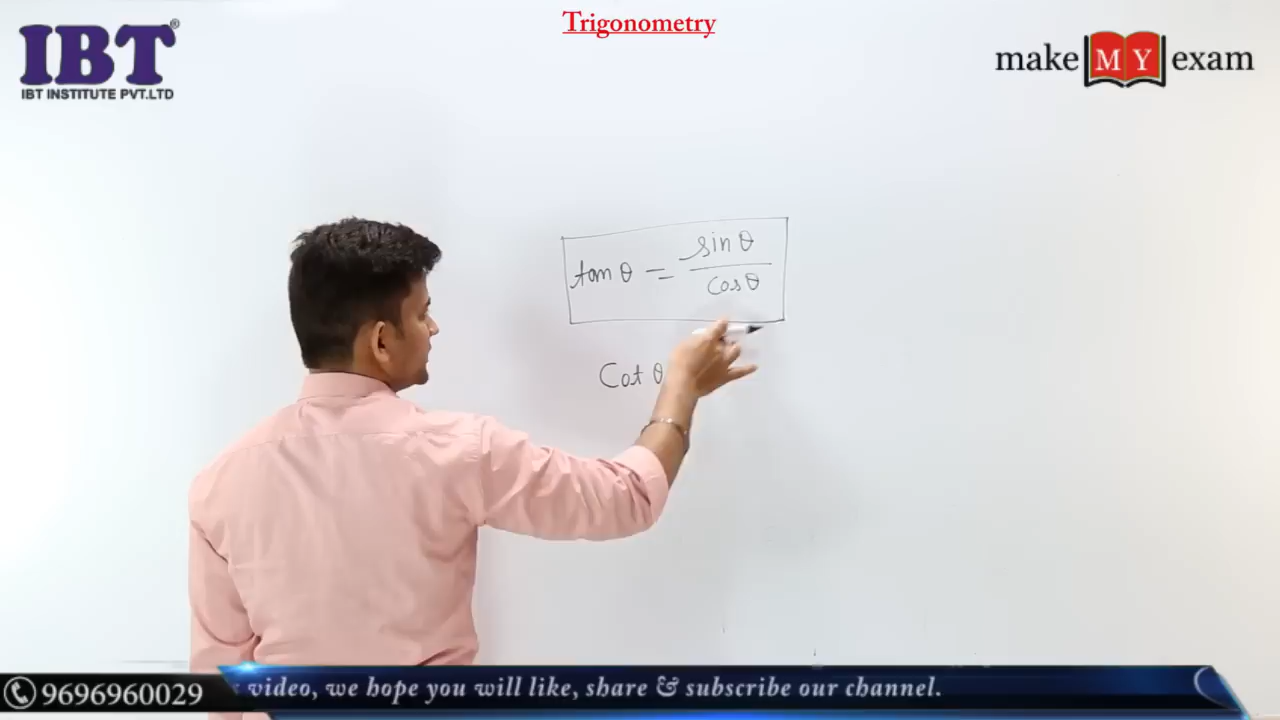 Trigonometry
IBT®
IBT INSTITUTE PVT.LTD
make MY exam
tan θ = sin θ
cos θ
Cot θ
9696960029
video, we hope you will like, share & subscribe our channel.